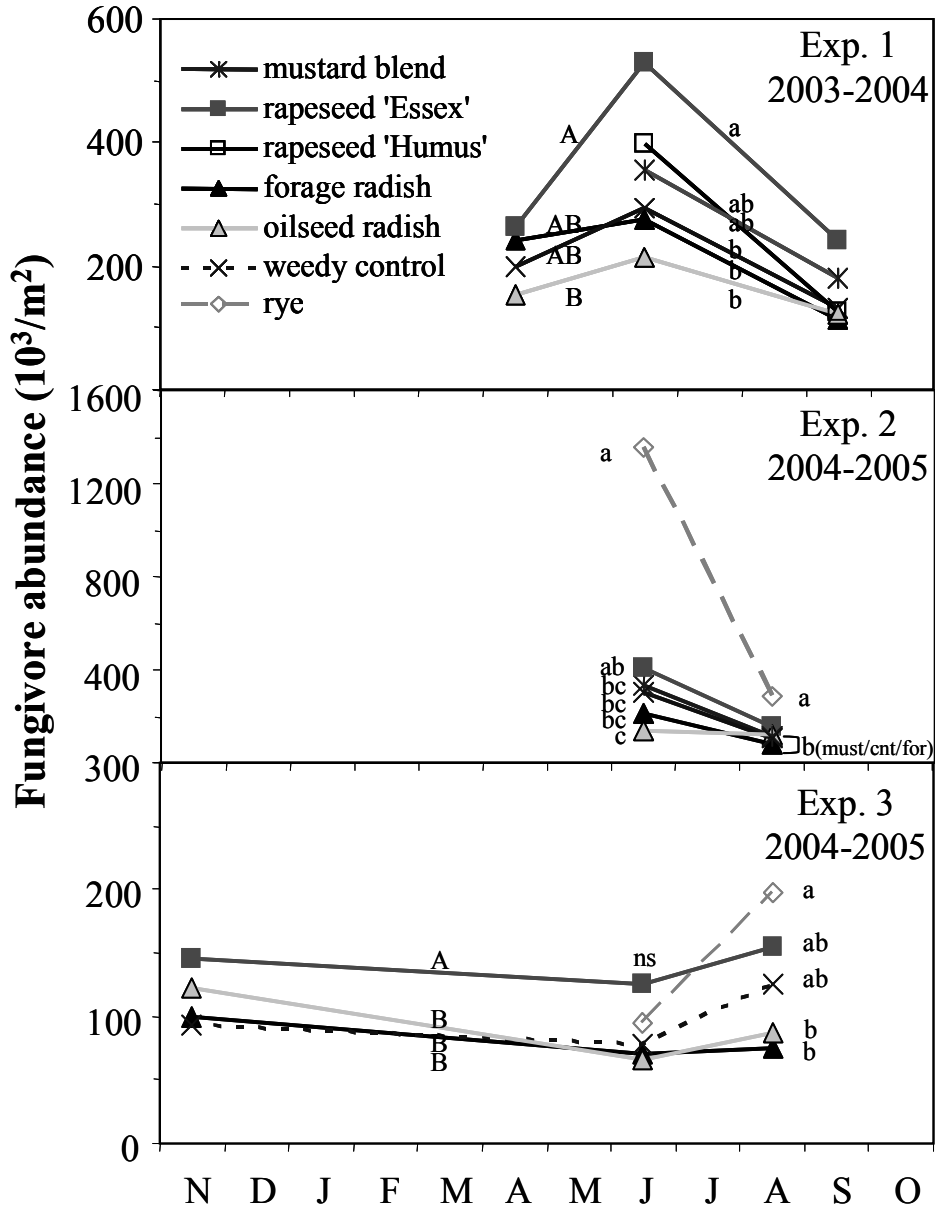 Fungivore abundance (10³/m²)
600
400
200
Exp. 1
2003-2004
mustard blend
rapeseed 'Essex'
rapeseed 'Humus'
forage radish
oilseed radish
weedy control
rye
A
AB
AB
B
a
ab
ab
b
b
b
1600
1200
800
400
Exp. 2
2004-2005
a
ab
bc
bc
bc
c
a
b(must/cnt/for)
300
200
100
0
Exp. 3
2004-2005
A
B
B
B
ns
a
ab
ab
b
b
N D J F M A M J J A S O